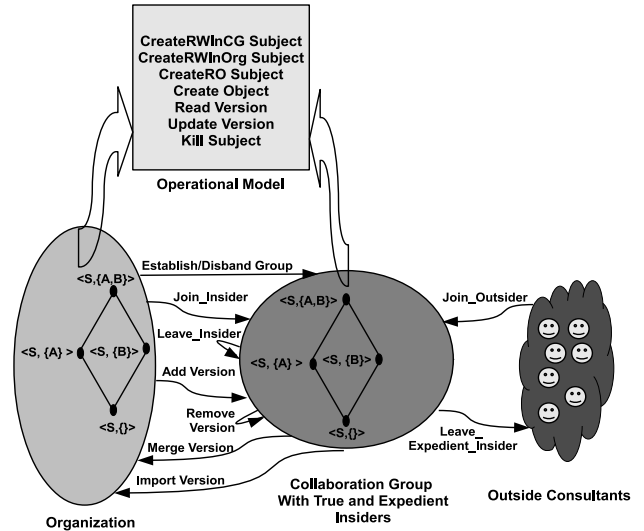 CreateRWInCG Subject
CreateRWInOrg Subject
CreateRO Subject
Create Object
Read Version
Update Version
Kill Subject
Operational Model
<S,{A,B}>
<S, {A} >
<S, {B}>
<S,{}>
Organization
Establish/Disband Group
Join_Insider
Leave_Insider
Add Version
Remove
Version
Merge Version
Import Version
<S,{A,B}>
<S, {A} >
<S, {B}>
<S,{}>
Collaboration Group
With True and Expedient
Insiders
Join_Outsider
Leave_
Expedient_Insider
Outside Consultants